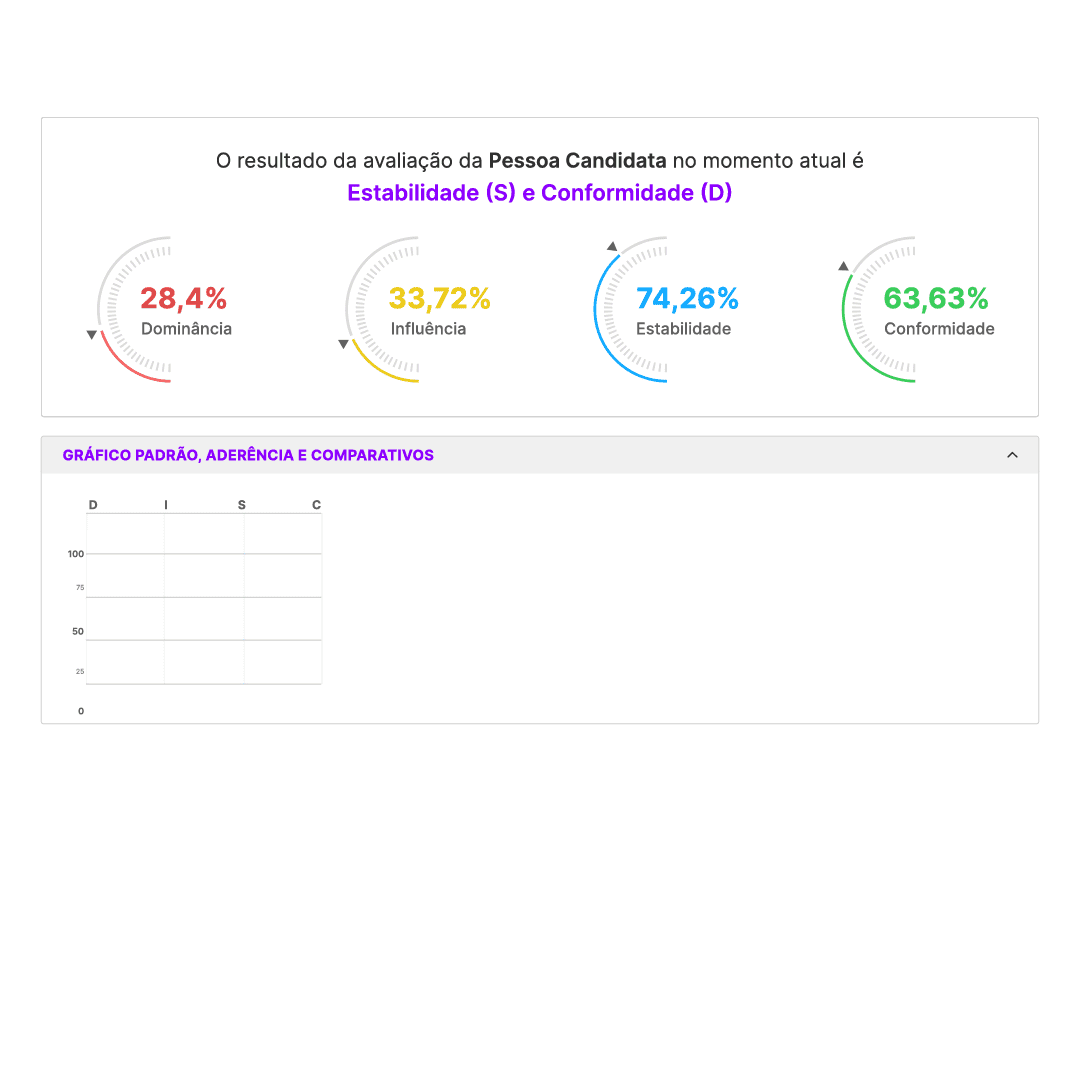 O resultado da avaliação da Pessoa Candidata no momento atual é
Estabilidade (S) e Conformidade (D)
28,4%
Dominância
33,72%
Influência
74,26%
Estabilidade
63,63%
Conformidade
GRÁFICO PADRÃO, ADERÊNCIA E COMPARATIVOS
D I S C
100
75
50
25
0